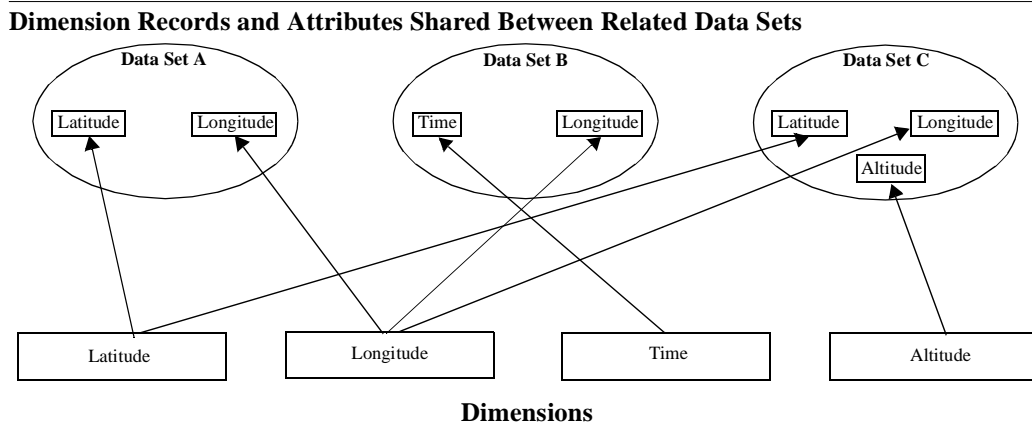 Dimension Records and Attributes Shared Between Related Data Sets
Data Set A
Data Set B
Data Set C
Latitude
Longitude
Time
Longitude
Latitude
Longitude
Altitude
Latitude
Longitude
Time
Altitude
Dimensions